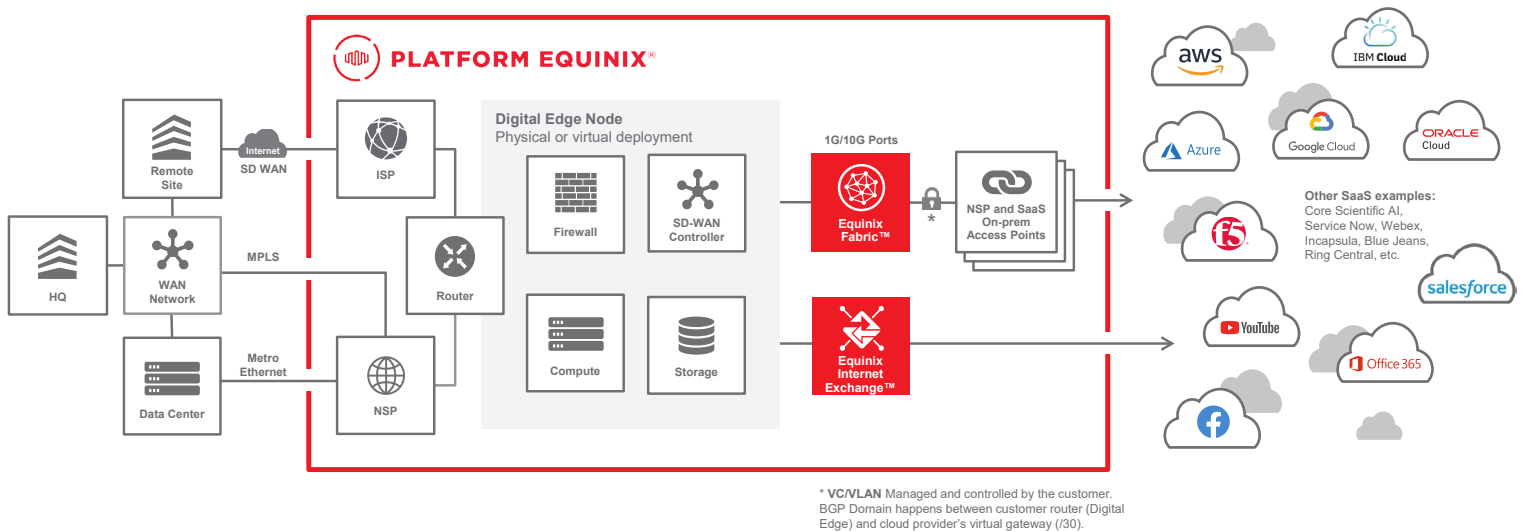 PLATFORM EQUINIX®
Remote
Site
Internet
SD WAN
HQ
WAN
Network
MPLS
Data Center
Metro
Ethernet
ISP
Router
NSP
Digital Edge Node
Physical or virtual deployment
Firewall
SD-WAN
Controller
Compute
Storage
1G/10G Ports
Equinix
Fabric™
*
NSP and SaaS
On-prem
Access Points
Equinix
Internet
Exchange™
aws
IBM Cloud
Azure
Google Cloud
ORACLE
Cloud
f5
Other SaaS examples:
Core Scientific AI,
Service Now, Webex,
Incapsula, Blue Jeans,
Ring Central, etc.
salesforce
YouTube
Office 365
f
* VC/VLAN Managed and controlled by the customer.
BGP Domain happens between customer router (Digital
Edge) and cloud provider's virtual gateway (/30).